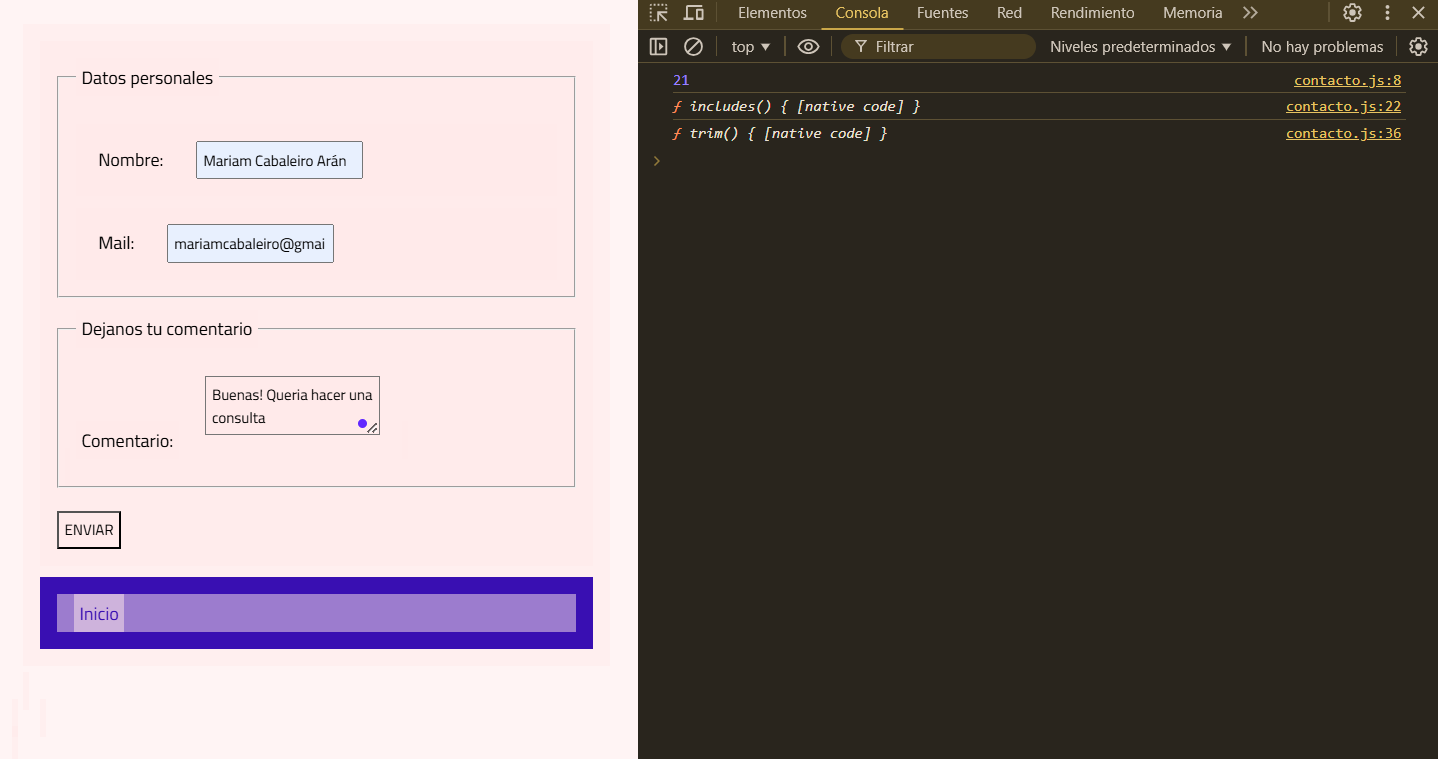 Datos personales
Nombre: Mariam Cabaleiro Arán
Mail: mariamcabaleiro@gmai
Dejanos tu comentario
Buenas! Queria hacer una
consulta
Comentario:
ENVIAR
Inicio
Elementos Consola Fuentes Red Rendimiento Memoria
top ▼ Filtrar Niveles predeterminados ▼ No hay problemas
21 contacto.js:8
ƒ includes() { [native code] } contacto.js:22
ƒ trim() { [native code] } contacto.js:36